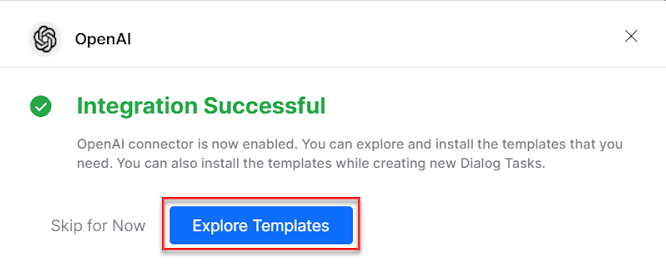 OpenAI
Integration Successful
OpenAI connector is now enabled. You can explore and install the templates that you
need. You can also install the templates while creating new Dialog Tasks.
Skip for Now
Explore Templates